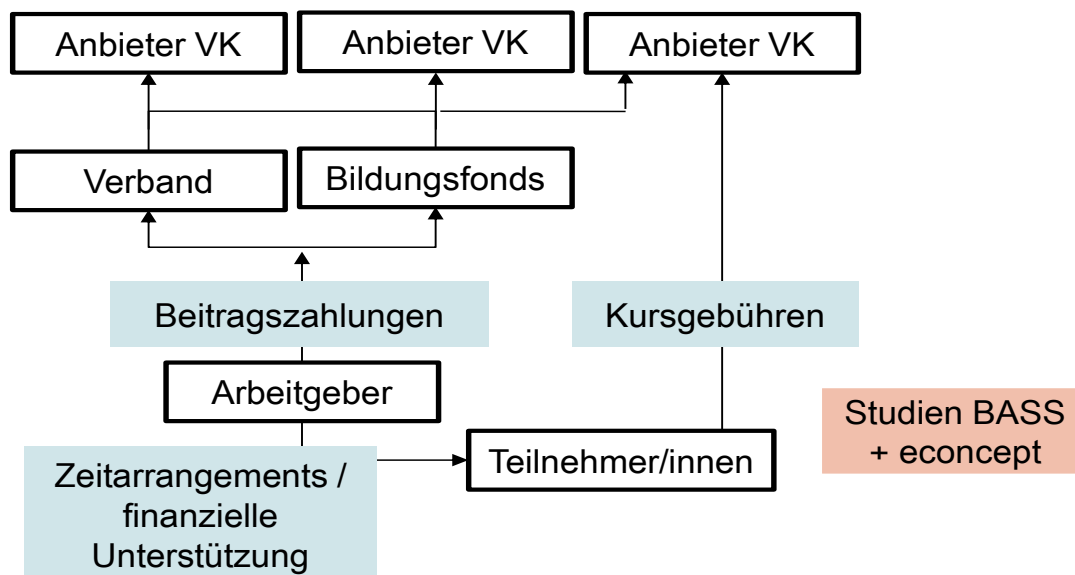 Anbieter VK
Anbieter VK
Anbieter VK
Verband
Bildungsfonds
Beitragszahlungen
Kursgebühren
Arbeitgeber
Studien BASS
+ econcept
Teilnehmer/innen
Zeitarrangements /
finanzielle
Unterstützung